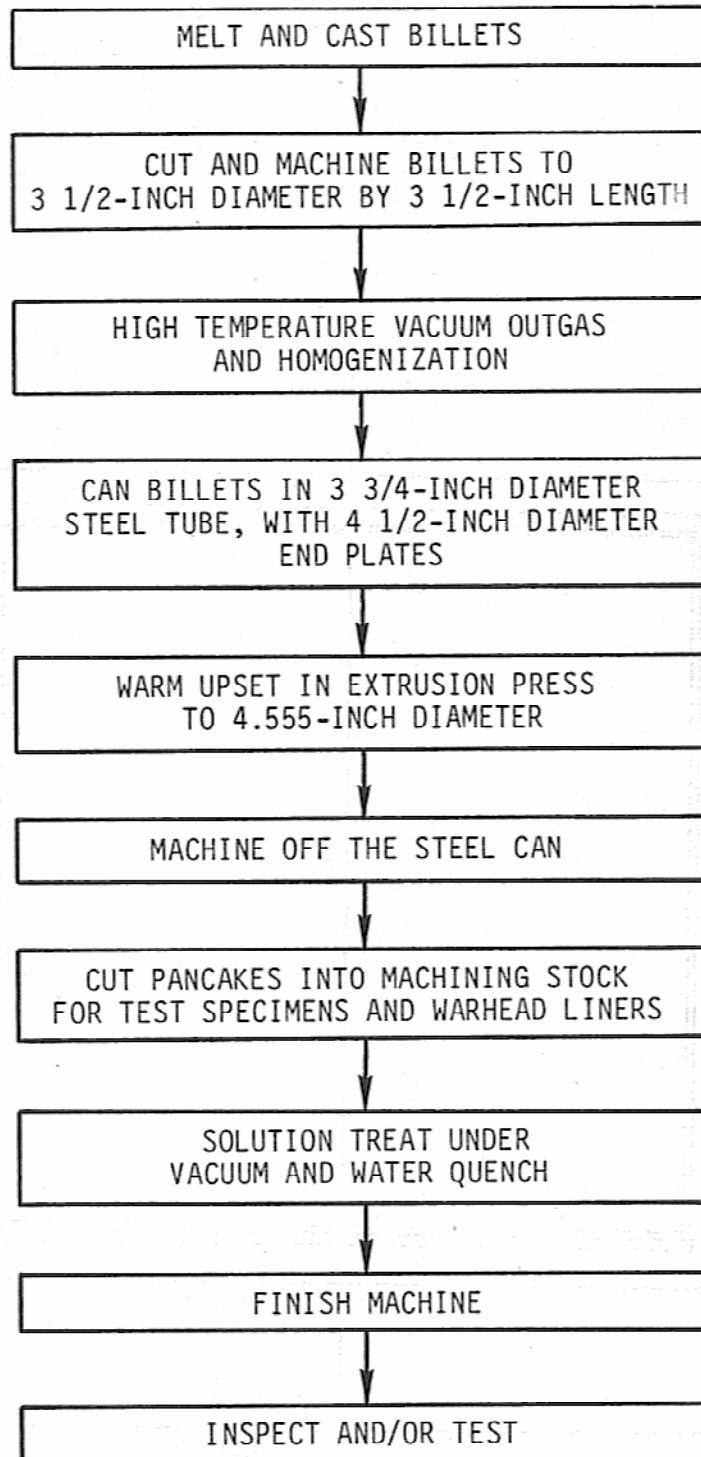 MELT AND CAST BILLETS
CUT AND MACHINE BILLETS TO
3 1/2-INCH DIAMETER BY 3 1/2-INCH LENGTH
HIGH TEMPERATURE VACUUM OUTGAS
AND HOMOGENIZATION
CAN BILLETS IN 3 3/4-INCH DIAMETER
STEEL TUBE, WITH 4 1/2-INCH DIAMETER
END PLATES
WARM UPSET IN EXTRUSION PRESS
TO 4.555-INCH DIAMETER
MACHINE OFF THE STEEL CAN
CUT PANCAKES INTO MACHINING STOCK
FOR TEST SPECIMENS AND WARHEAD LINERS
SOLUTION TREAT UNDER
VACUUM AND WATER QUENCH
FINISH MACHINE
INSPECT AND/OR TEST